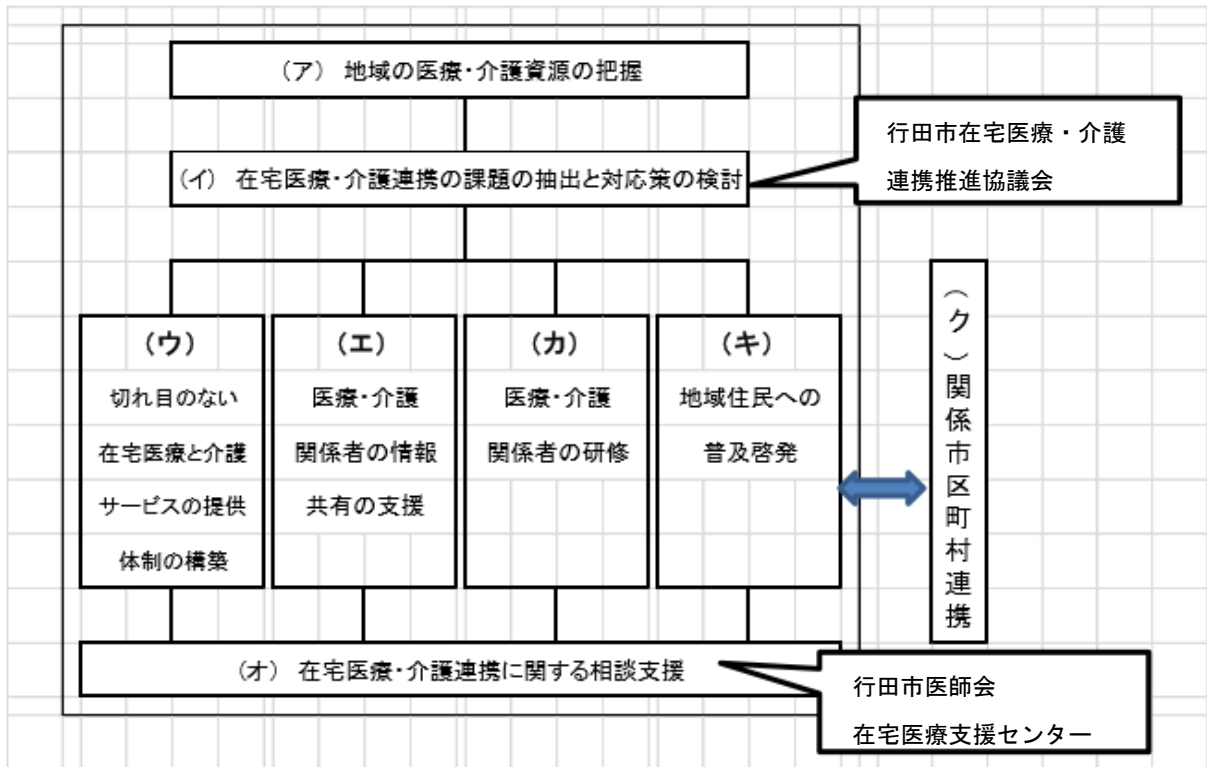 （ア） 地域の医療・介護資源の把握
行田市在宅医療・介護
連携推進協議会
（イ） 在宅医療・介護連携の課題の抽出と対応策の検討
（ウ）
切れ目のない
在宅医療と介護
サービスの提供
体制の構築
（エ）
医療・介護
関係者の情報
共有の支援
（カ）
医療・介護
関係者の研修
（キ）
地域住民への
普及啓発
（ク）関係市区町村連携
（オ） 在宅医療・介護連携に関する相談支援
行田市医師会
在宅医療支援センター